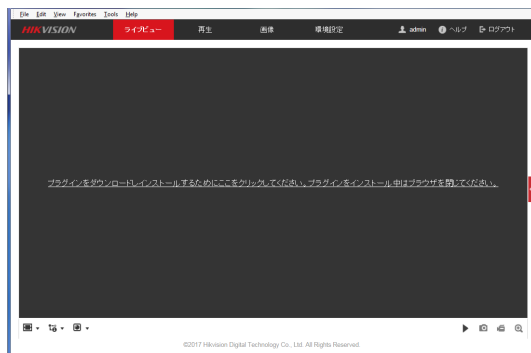 File Edit View Favorites Tools Help
HIKVISION ライブビュー 再生 画像 環境設定 admin ヘルプ ログアウト
プラグインをダウンロードしインストールするためにここをクリックしてください。プラグインをインストール中はブラウザを閉じてください。
©2017 Hikvision Digital Technology Co., Ltd. All Rights Reserved.